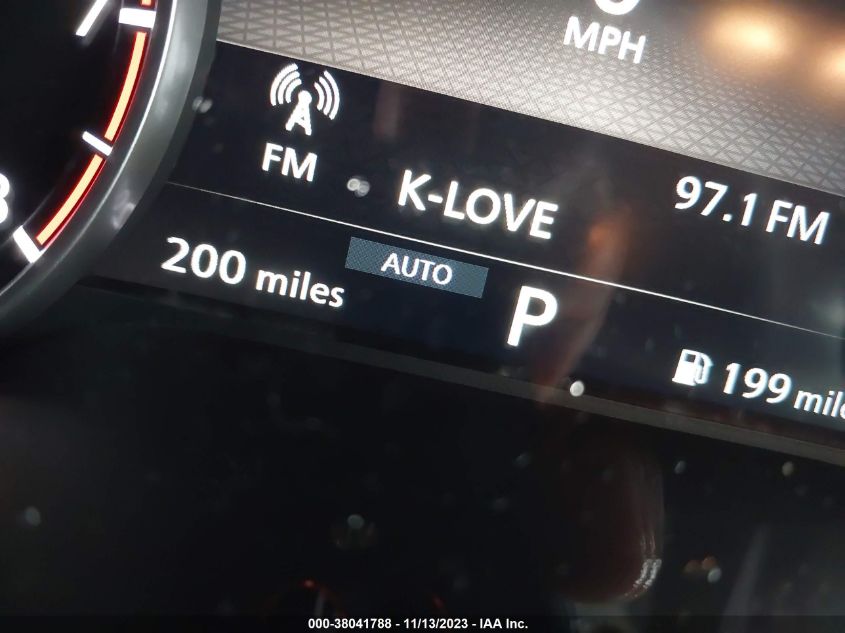 MPH
FM
K-LOVE
97.1 FM
200 miles
AUTO
P
199
000-38041788 - 11/13/2023 - IAA Inc.